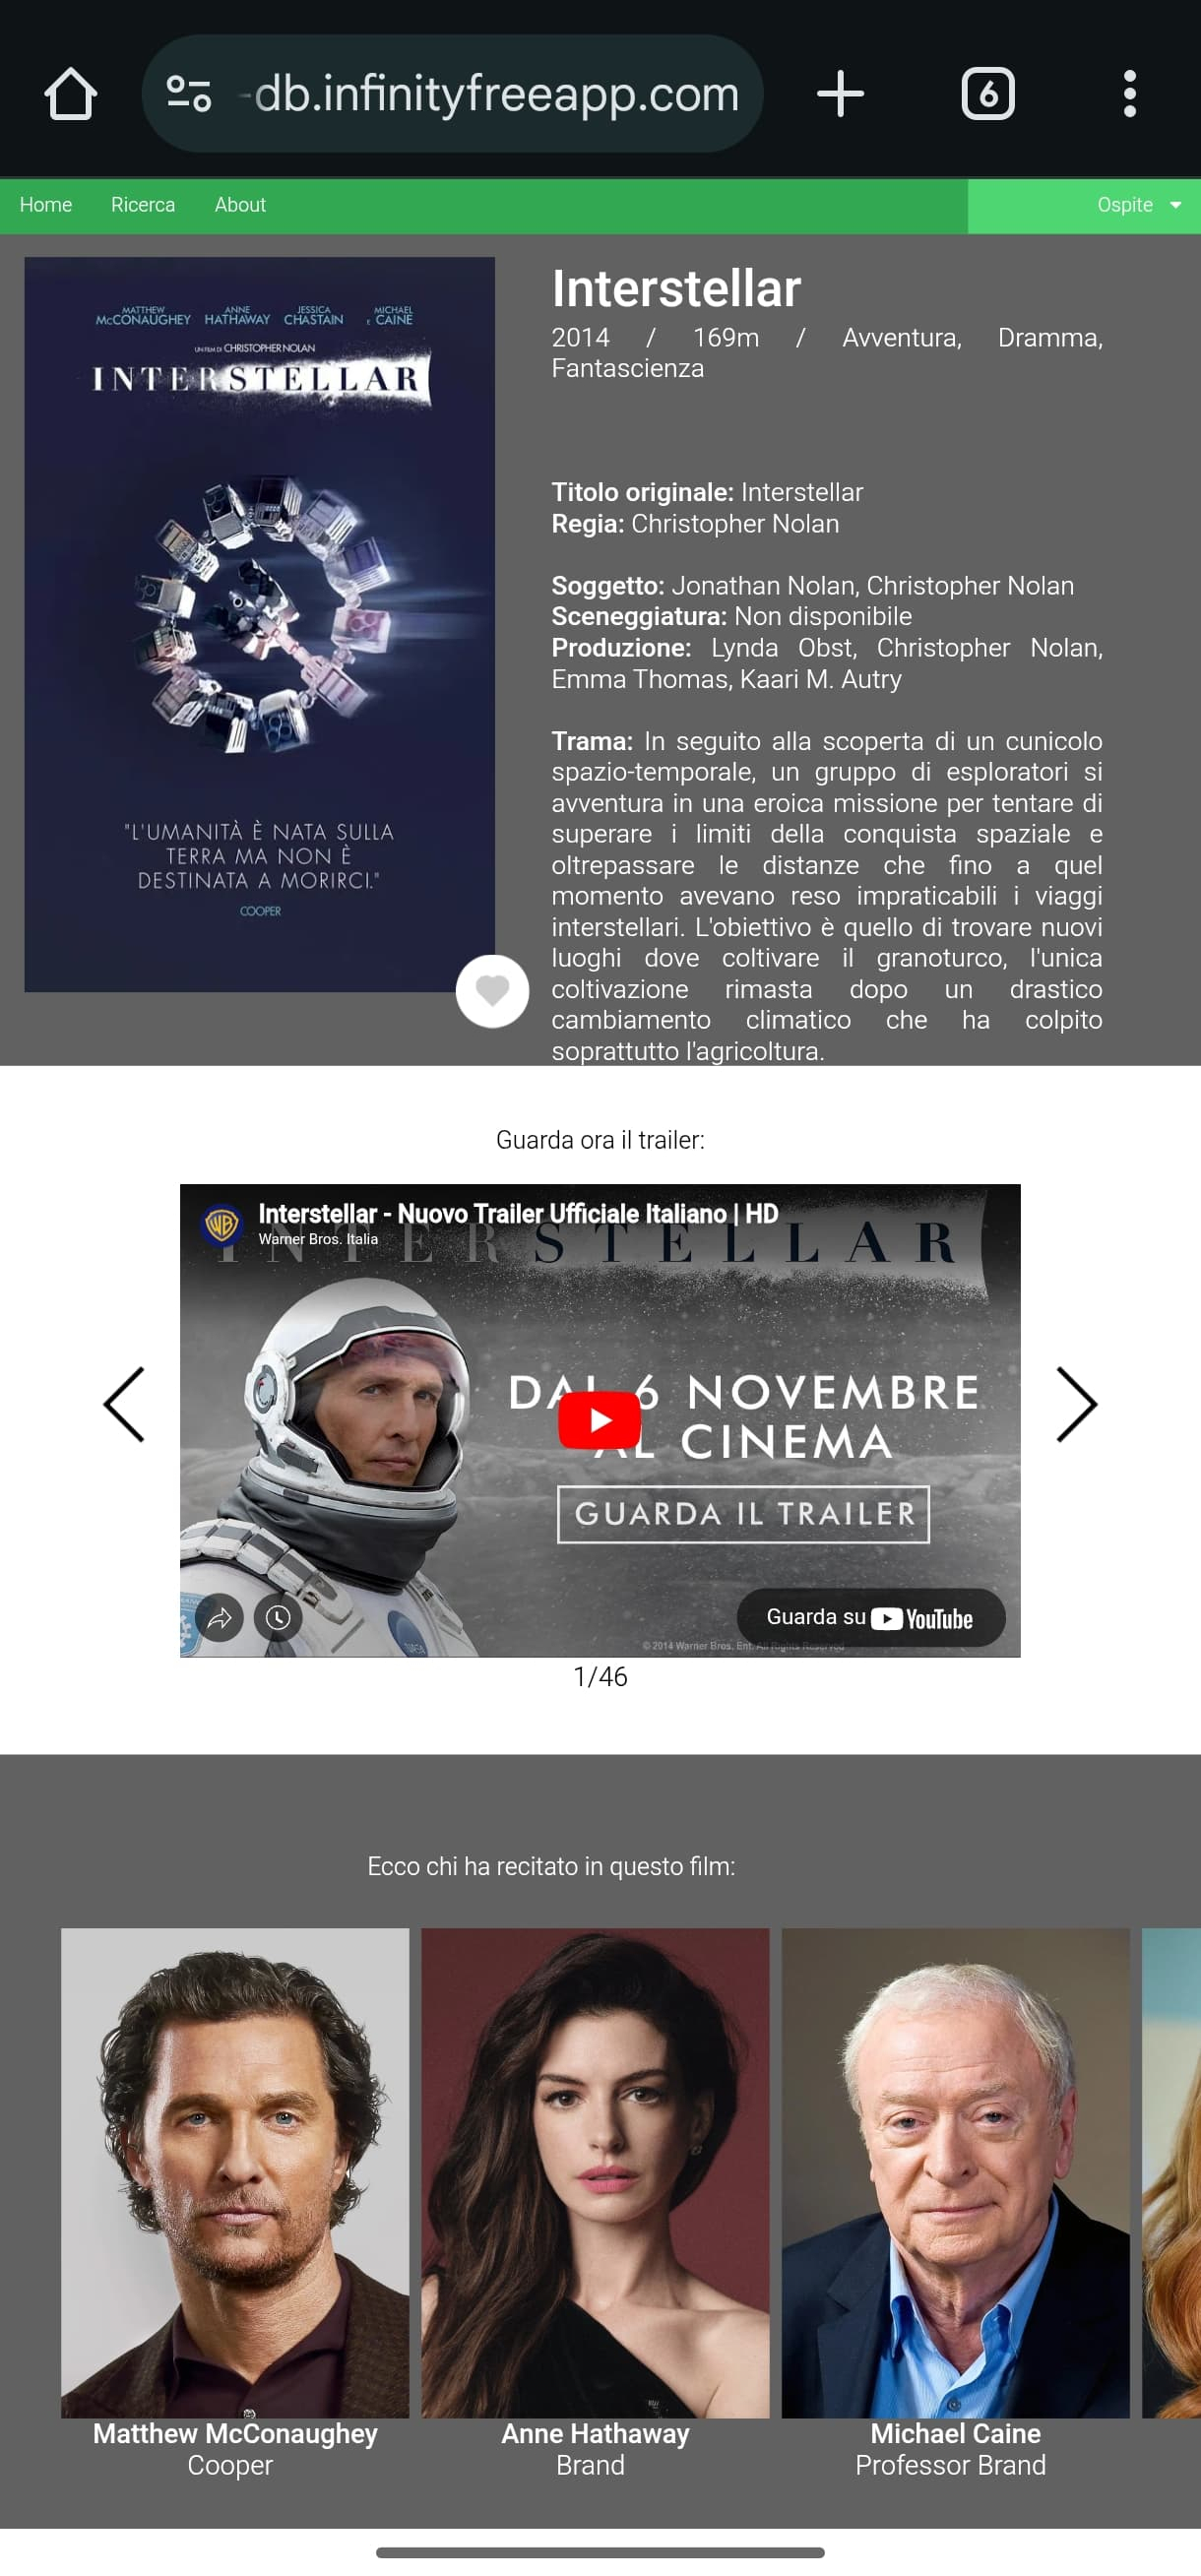 -db.infinityfreeapp.com
6
Home Ricerca About Ospite
MATTHEW McCONAUGHEY ANNE HATHAWAY JESSICA CHASTAIN E MICHAEL CAINE
UN FILM DI CHRISTOPHER NOLAN
INTERSTELLAR
"L'UMANITÀ È NATA SULLA
TERRA MA NON È
DESTINATA A MORIRCI."
COOPER
Interstellar
2014 / 169m / Avventura, Dramma,
Fantascienza
Titolo originale: Interstellar
Regia: Christopher Nolan
Soggetto: Jonathan Nolan, Christopher Nolan
Sceneggiatura: Non disponibile
Produzione: Lynda Obst, Christopher Nolan,
Emma Thomas, Kaari M. Autry
Trama: In seguito alla scoperta di un cunicolo
spazio-temporale, un gruppo di esploratori si
avventura in una eroica missione per tentare di
superare i limiti della conquista spaziale e
oltrepassare le distanze che fino a quel
momento avevano reso impraticabili i viaggi
interstellari. L'obiettivo è quello di trovare nuovi
luoghi dove coltivare il granoturco, l'unica
coltivazione rimasta dopo un drastico
cambiamento climatico che ha colpito
soprattutto l'agricoltura.
Guarda ora il trailer:
WB
Interstellar - Nuovo Trailer Ufficiale Italiano | HD
Warner Bros. Italia
INTERSTELLAR
DAL 6 NOVEMBRE
AL CINEMA
GUARDA IL TRAILER
Guarda su YouTube
© 2014 Warner Bros. Ent. All Rights Reserved
1/46
Ecco chi ha recitato in questo film:
Matthew McConaughey
Cooper
Anne Hathaway
Brand
Michael Caine
Professor Brand